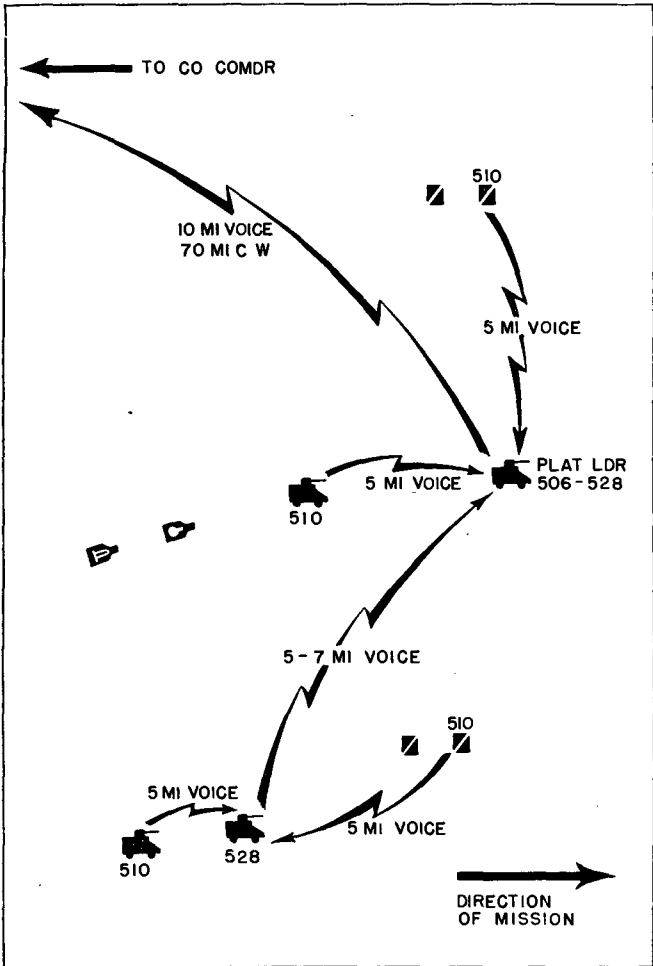 TO CO COMDR
510
10 MI VOICE
70 MI C W
5 MI VOICE
PLAT LDR
506-528
5 MI VOICE
510
C
5-7 MI VOICE
510
5 MI VOICE
5 MI VOICE
528
510
DIRECTION
OF MISSION